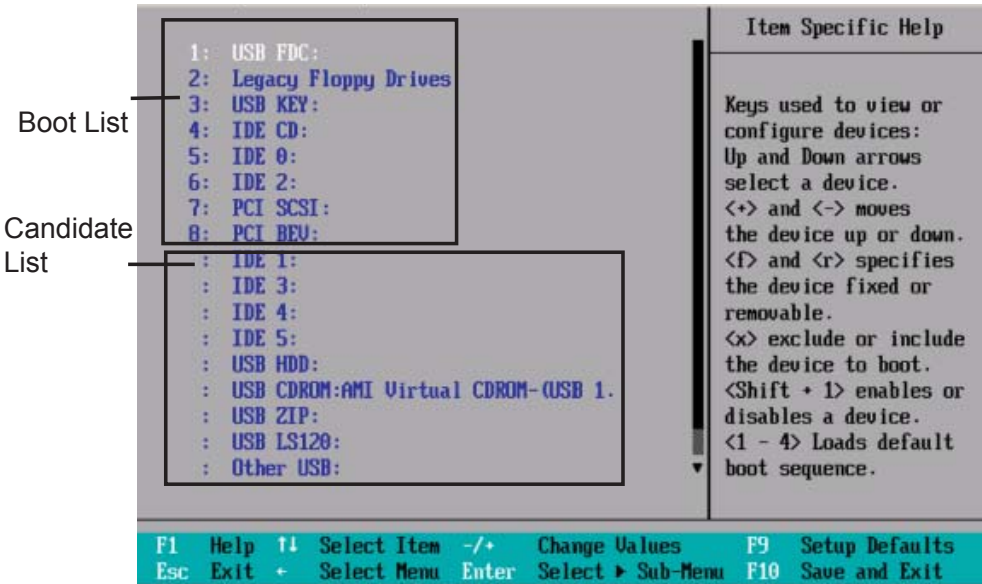 Boot List
Candidate
List
1: USB FDC:
2: Legacy Floppy Drives
3: USB KEY:
4: IDE CD:
5: IDE 0:
6: IDE 2:
7: PCI SCSI:
8: PCI BEV:
: IDE 1:
: IDE 3:
: IDE 4:
: IDE 5:
: USB HDD:
: USB CDROM:AMI Virtual CDROM-(USB 1.
: USB ZIP:
: USB LS120:
: Other USB:
Item Specific Help
Keys used to view or
configure devices:
Up and Down arrows
select a device.
<+> and <-> moves
the device up or down.
<f> and <r> specifies
the device fixed or
removable.
<x> exclude or include
the device to boot.
<Shift + 1> enables or
disables a device.
<1 - 4> Loads default
boot sequence.
F1 Help ↑↓ Select Item -/+ Change Values F9 Setup Defaults
Esc Exit ← Select Menu Enter Select ▶ Sub-Menu F10 Save and Exit